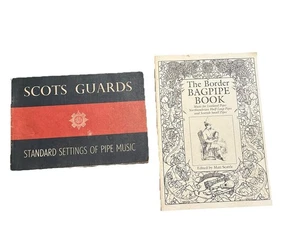 SCOTS GUARDS
STANDARD SETTINGS OF PIPE MUSIC
The Border
BAGPIPE
BOOK
Edited by Matt Seattle